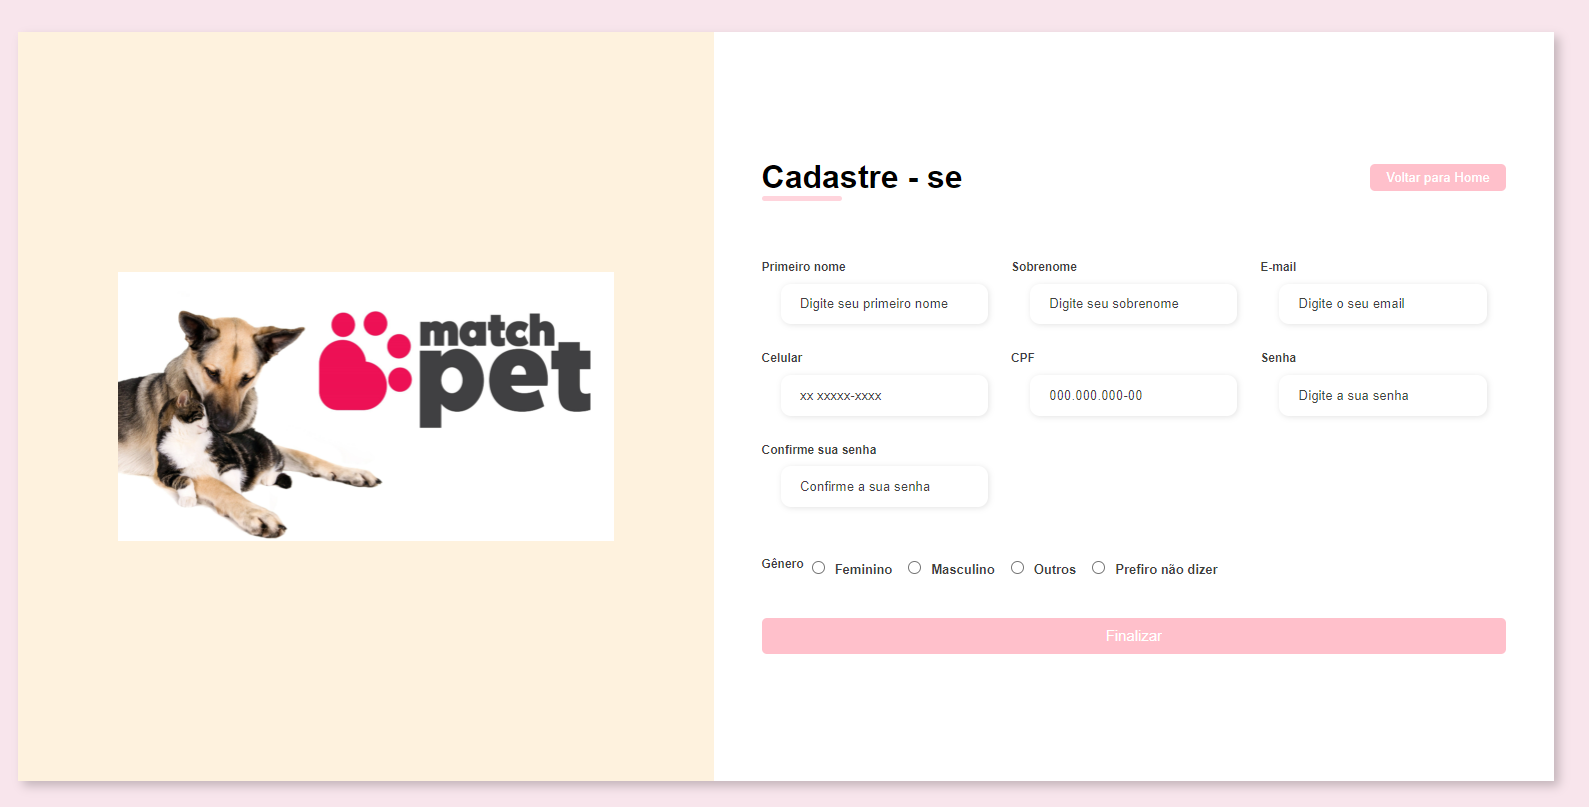 match
pet
Cadastre - se
Voltar para Home
Primeiro nome
Sobrenome
E-mail
Digite seu primeiro nome
Digite seu sobrenome
Digite o seu email
Celular
CPF
Senha
xx xxxxx-xxxx
000.000.000-00
Digite a sua senha
Confirme sua senha
Confirme a sua senha
Gênero Feminino Masculino Outros Prefiro não dizer
Finalizar